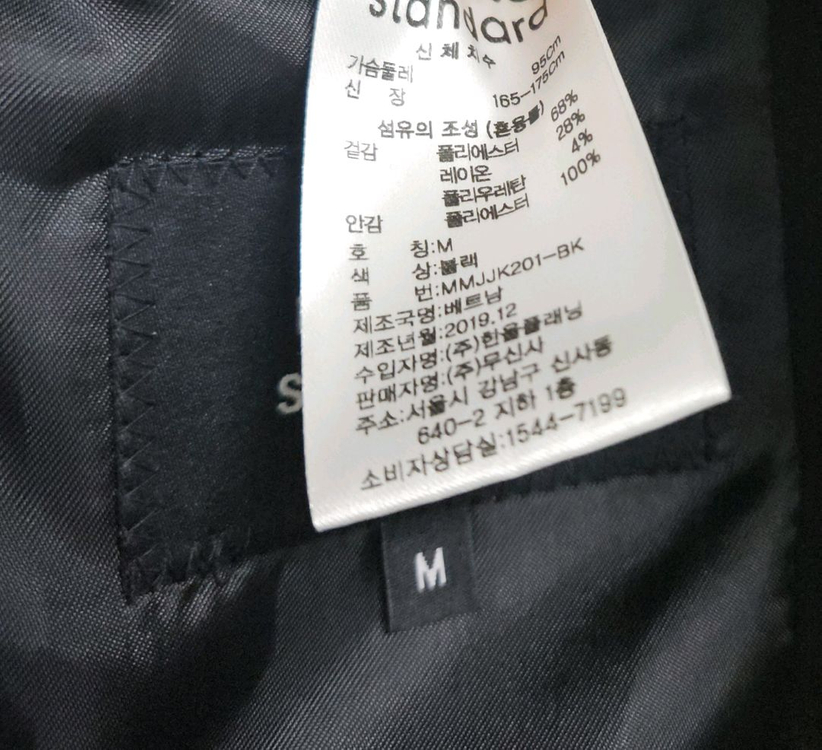 standard
신체치수
가슴둘레 95cm
신 장 165-175cm
섬유의 조성 (혼용률)
겉감 폴리에스터 68%
레이온 28%
폴리우레탄 4%
안감 폴리에스터 100%
호 칭:M
색 상:블랙
품 번:MMJJK201-BK
제조국명:베트남
제조년월:2019.12
수입자명:(주)한울플래닝
판매자명:(주)무신사
주소:서울시 강남구 신사동
640-2 지하 1층
소비자상담실:1544-7199
S
M